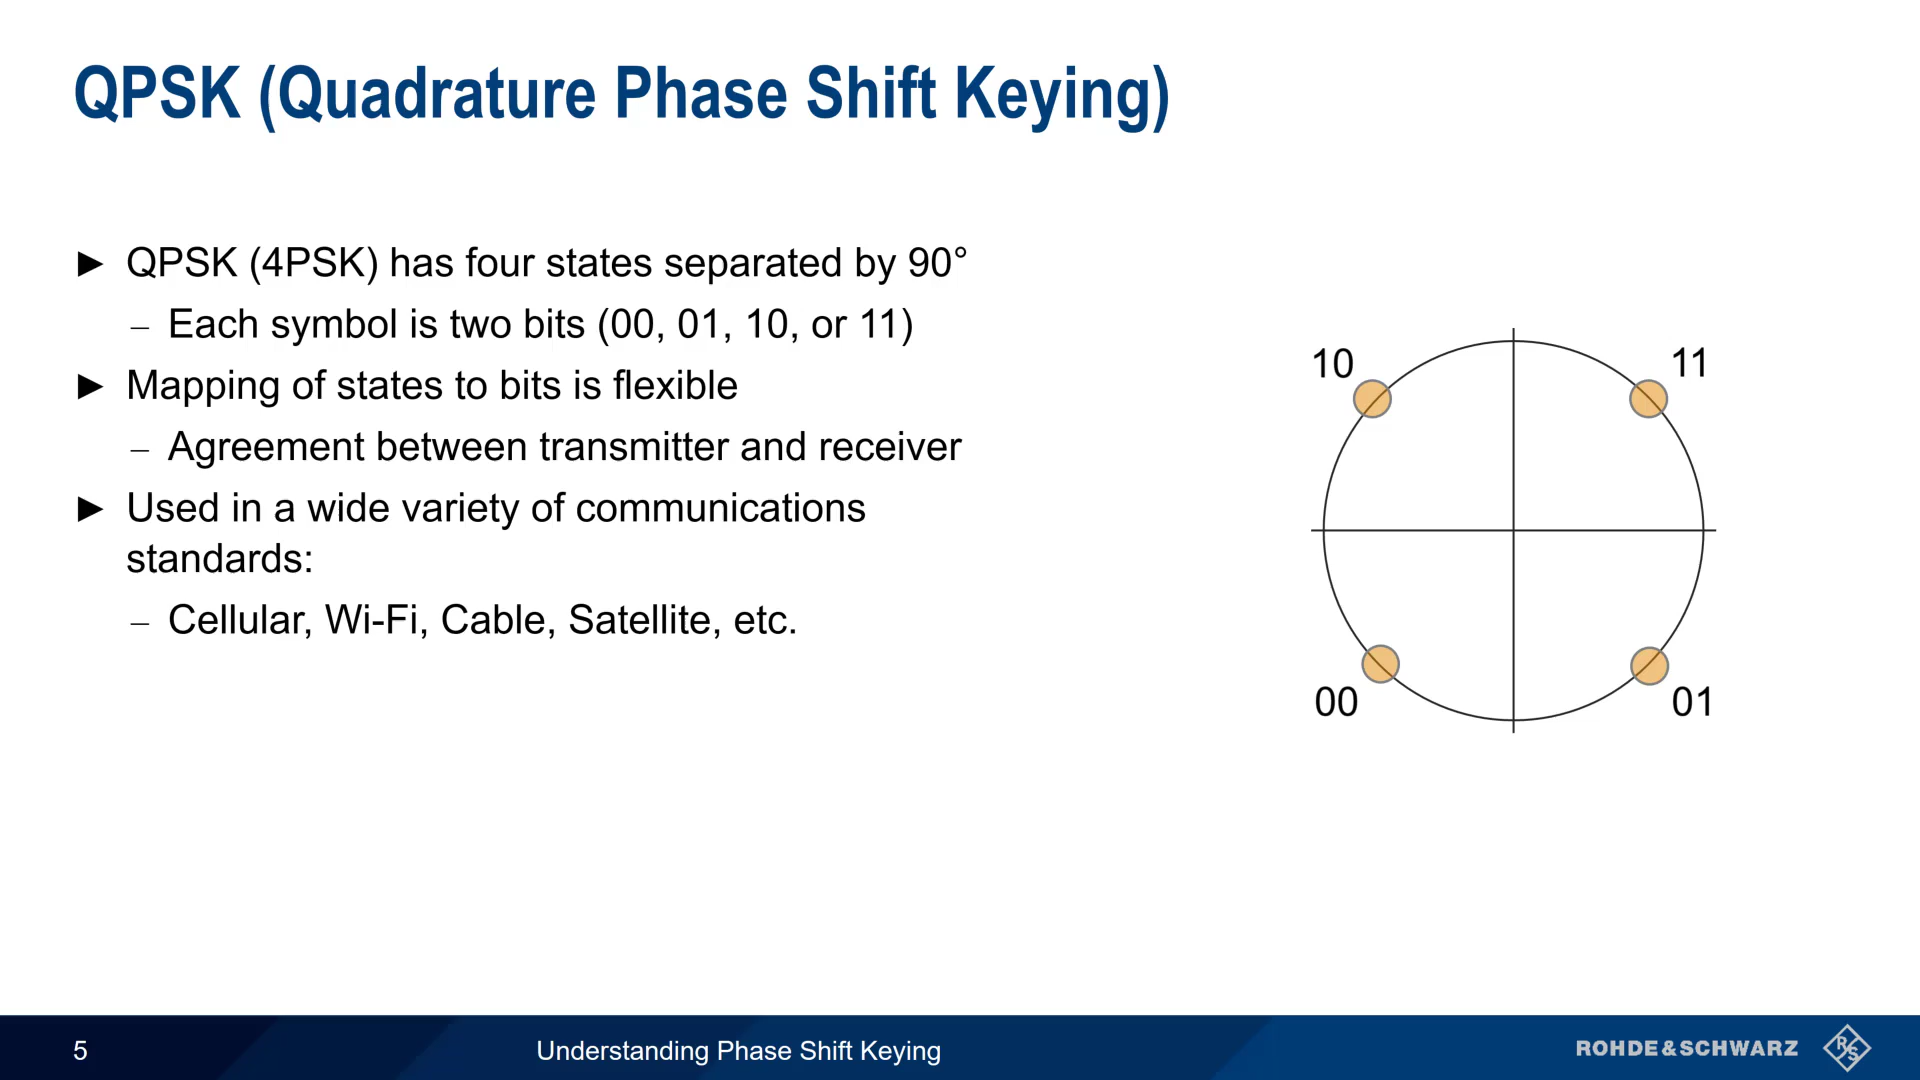 QPSK (Quadrature Phase Shift Keying)
► QPSK (4PSK) has four states separated by 90°
– Each symbol is two bits (00, 01, 10, or 11)
► Mapping of states to bits is flexible
– Agreement between transmitter and receiver
► Used in a wide variety of communications
standards:
– Cellular, Wi-Fi, Cable, Satellite, etc.
10
11
00
01
5
Understanding Phase Shift Keying
ROHDE&SCHWARZ
R&S